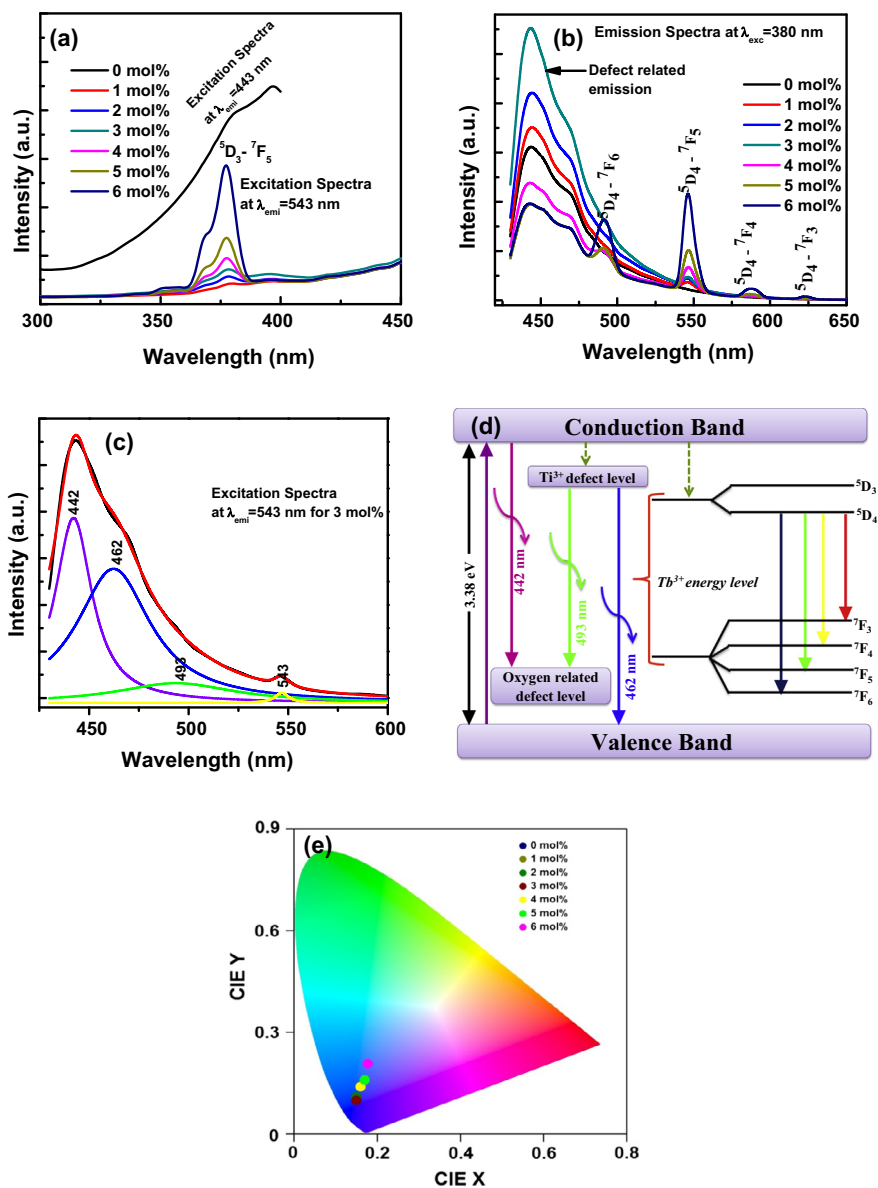 (a)
0 mol%
1 mol%
2 mol%
3 mol%
4 mol%
5 mol%
6 mol%
Excitation Spectra
at λemi=443 nm
⁵D₃- ⁷F₅
Excitation Spectra
at λemi=543 nm
Intensity (a.u.)
300 350 400 450
Wavelength (nm)
(b)
Emission Spectra at λexc=380 nm
Defect related
emission
0 mol%
1 mol%
2 mol%
3 mol%
4 mol%
5 mol%
6 mol%
⁵D₄ - ⁷F₆
⁵D₄ - ⁷F₅
⁵D₄ - ⁷F₄
⁵D₄ - ⁷F₃
Intensity (a.u.)
450 500 550 600 650
Wavelength (nm)
(c)
Excitation Spectra
at λemi=543 nm for 3 mol%
442
462
493
543
Intensity (a.u.)
450 500 550 600
Wavelength (nm)
(d)
Conduction Band
Ti³⁺ defect level
3.38 eV
442 nm
493 nm
462 nm
Oxygen related
defect level
Tb³⁺ energy level
⁵D₃
⁵D₄
⁷F₃
⁷F₄
⁷F₅
⁷F₆
Valence Band
(e)
0 mol%
1 mol%
2 mol%
3 mol%
4 mol%
5 mol%
6 mol%
CIE Y
0.9
0.6
0.3
0
0 0.2 0.4 0.6 0.8
CIE X